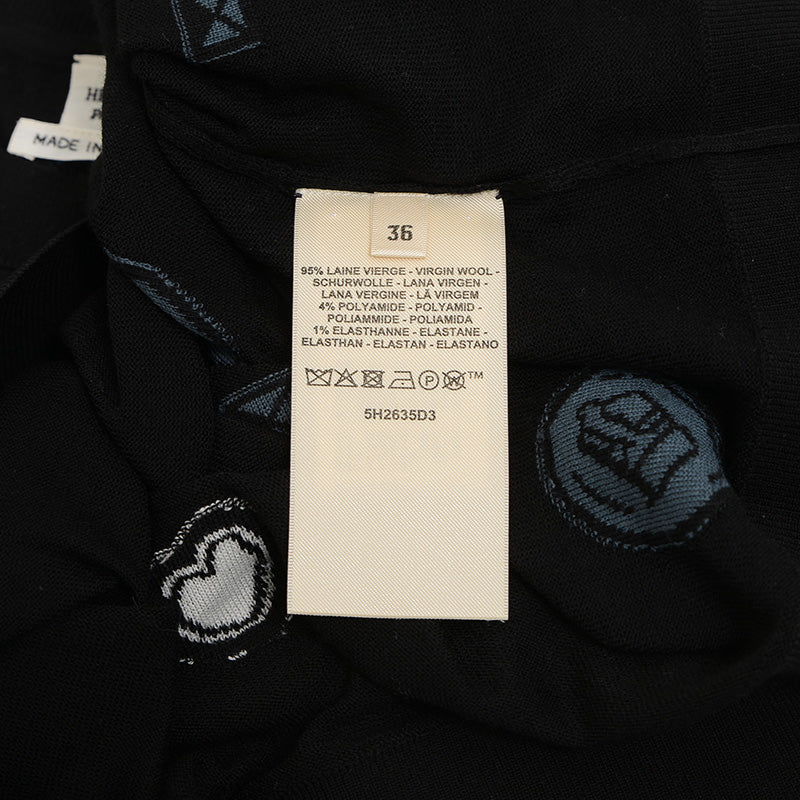 MADE IN
36
95% LAINE VIERGE - VIRGIN WOOL -
SCHURWOLLE - LANA VIRGEN -
LANA VERGINE - LÃ VIRGEM
4% POLYAMIDE - POLYAMID -
POLIAMMIDE - POLIAMIDA
1% ELASTHANNE - ELASTANE -
ELASTHAN - ELASTAN - ELASTANO
P W™
5H2635D3